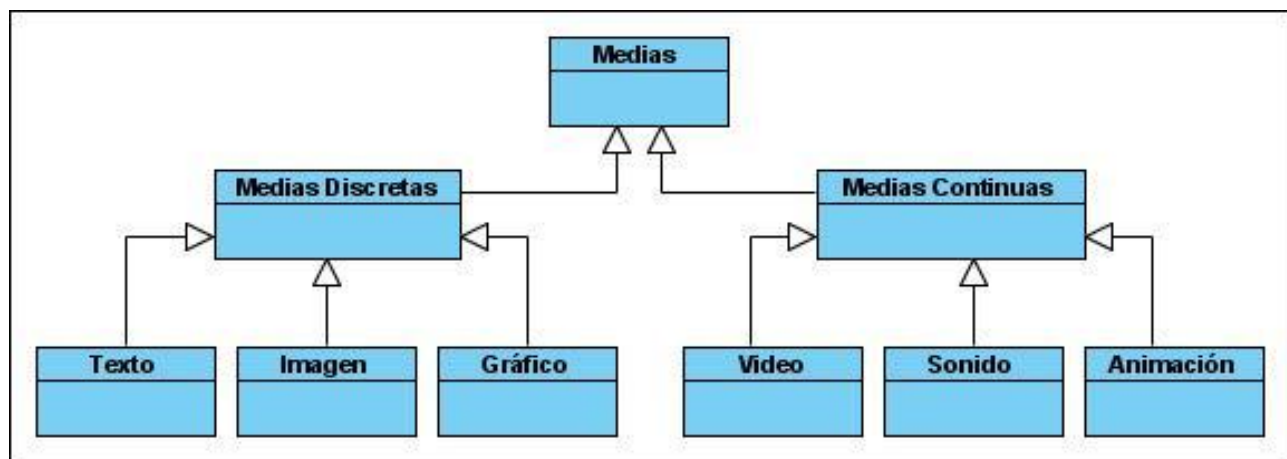 Medias
Medias Discretas
Medias Continuas
Texto
Imagen
Gráfico
Video
Sonido
Animación